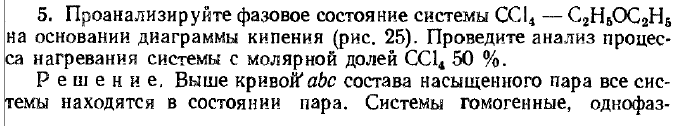 5. Проанализируйте фазовое состояние системы CCl₄ — C₂H₅OC₂H₅
на основании диаграммы кипения (рис. 25). Проведите анализ процес-
са нагревания системы с молярной долей CCl₄ 50 %.
Р е ш е н и е. Выше кривой abc состава насыщенного пара все сис-
темы находятся в состоянии пара. Системы гомогенные, однофаз-